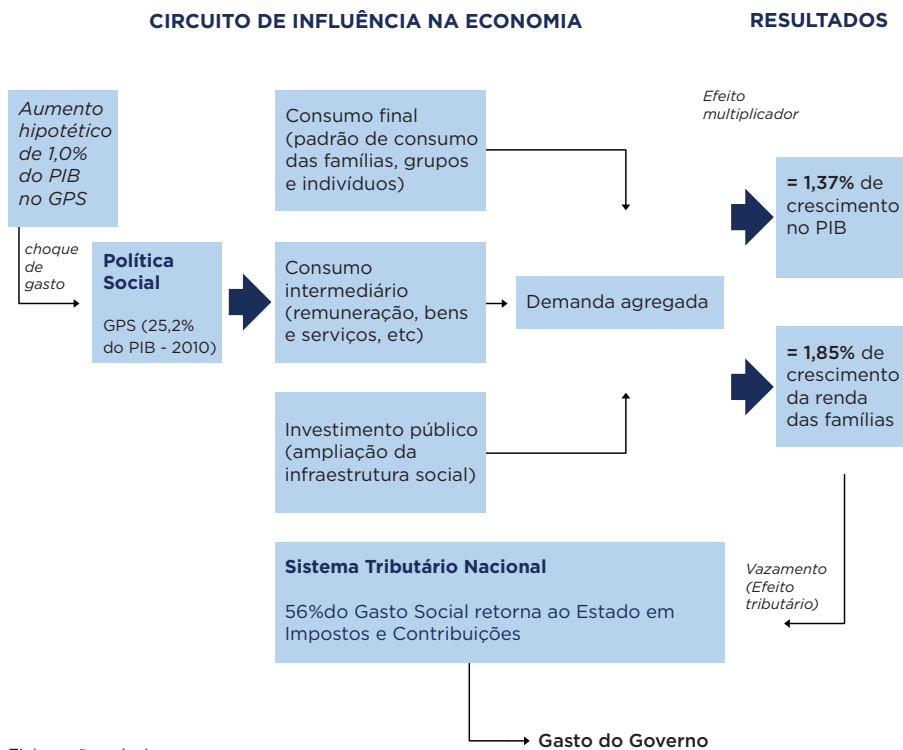 CIRCUITO DE INFLUÊNCIA NA ECONOMIA
RESULTADOS
Aumento
hipotético
de 1,0%
do PIB
no GPS
choque
de
gasto
Política
Social
GPS (25,2%
do PIB - 2010)
Consumo final
(padrão de consumo
das famílias, grupos
e indivíduos)
Consumo
intermediário
(remuneração, bens
e serviços, etc)
Investimento público
(ampliação da
infraestrutura social)
Demanda agregada
Efeito
multiplicador
= 1,37% de
crescimento
no PIB
= 1,85% de
crescimento
da renda
das famílias
Vazamento
(Efeito
tributário)
Sistema Tributário Nacional
56%do Gasto Social retorna ao Estado em
Impostos e Contribuições
Gasto do Governo